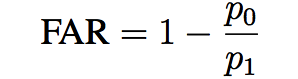 FAR = 1 − p₀/p₁